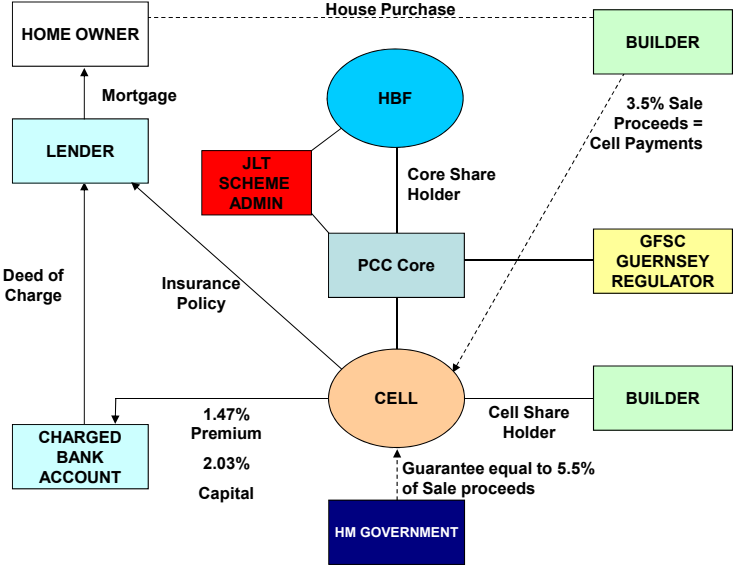 House Purchase
HOME OWNER
BUILDER
Mortgage
HBF
3.5% Sale
Proceeds =
Cell Payments
LENDER
JLT
SCHEME
ADMIN
Core Share
Holder
PCC Core
GFSC
GUERNSEY
REGULATOR
Deed of
Charge
Insurance
Policy
CELL
BUILDER
1.47%
Premium
2.03%
Capital
Cell Share
Holder
CHARGED
BANK
ACCOUNT
Guarantee equal to 5.5%
of Sale proceeds
HM GOVERNMENT